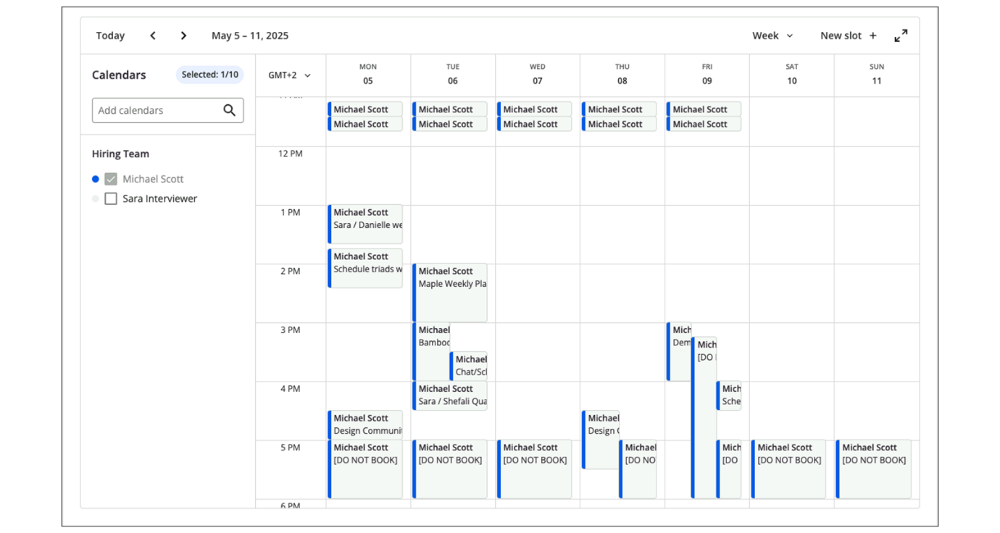 Today
May 5 – 11, 2025
Week
New slot +
Calendars
Selected: 1/10
Add calendars
Hiring Team
Michael Scott
Sara Interviewer
GMT+2
MON
05
TUE
06
WED
07
THU
08
FRI
09
SAT
10
SUN
11
Michael Scott
Michael Scott
Michael Scott
Michael Scott
Michael Scott
Michael Scott
Michael Scott
Michael Scott
Michael Scott
Michael Scott
12 PM
1 PM
Michael Scott
Sara / Danielle we
Michael Scott
Schedule triads w
2 PM
Michael Scott
Maple Weekly Pla
3 PM
Michael
Bamboo
Michael
Chat/Scl
Mich
Dem
Mich
[DO
4 PM
Michael Scott
Sara / Shefali Qua
Mich
Sche
Michael Scott
Design Communit
Michael
Design
5 PM
Michael Scott
[DO NOT BOOK]
Michael Scott
[DO NOT BOOK]
Michael Scott
[DO NOT BOOK]
Michael
[DO NO
Mich
[DO
Michael Scott
[DO NOT BOOK]
Michael Scott
[DO NOT BOOK]
6 PM